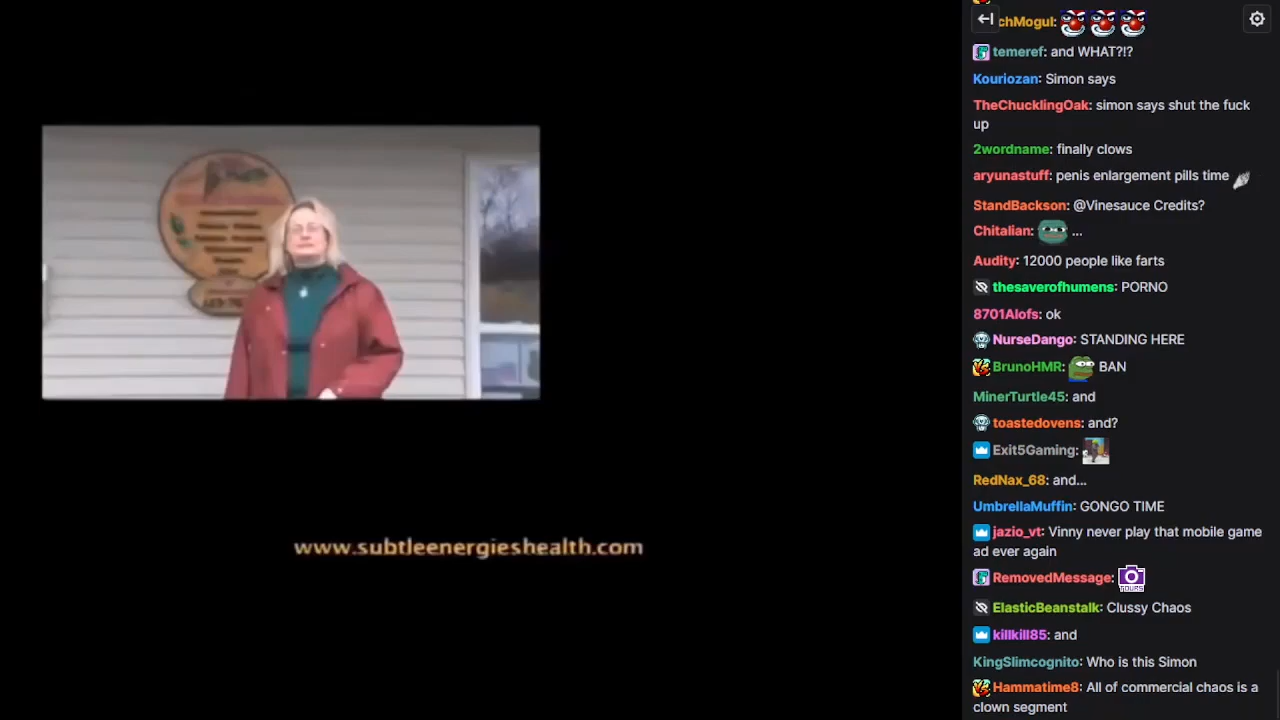 www.subtleenergieshealth.com
chMogul:
temeref: and WHAT?!?
Kouriozan: Simon says
TheChucklingOak: simon says shut the fuck
up
2wordname: finally clows
aryunastuff: penis enlargement pills time
StandBackson: @Vinesauce Credits?
Chitalian: ...
Audity: 12000 people like farts
thesaverofhumens: PORNO
8701Alofs: ok
NurseDango: STANDING HERE
BrunoHMR: BAN
MinerTurtle45: and
toastedovens: and?
Exit5Gaming:
RedNax_68: and...
UmbrellaMuffin: GONGO TIME
jazio_vt: Vinny never play that mobile game
ad ever again
RemovedMessage:
ElasticBeanstalk: Clussy Chaos
killkill85: and
KingSlimcognito: Who is this Simon
Hammatime8: All of commercial chaos is a
clown segment